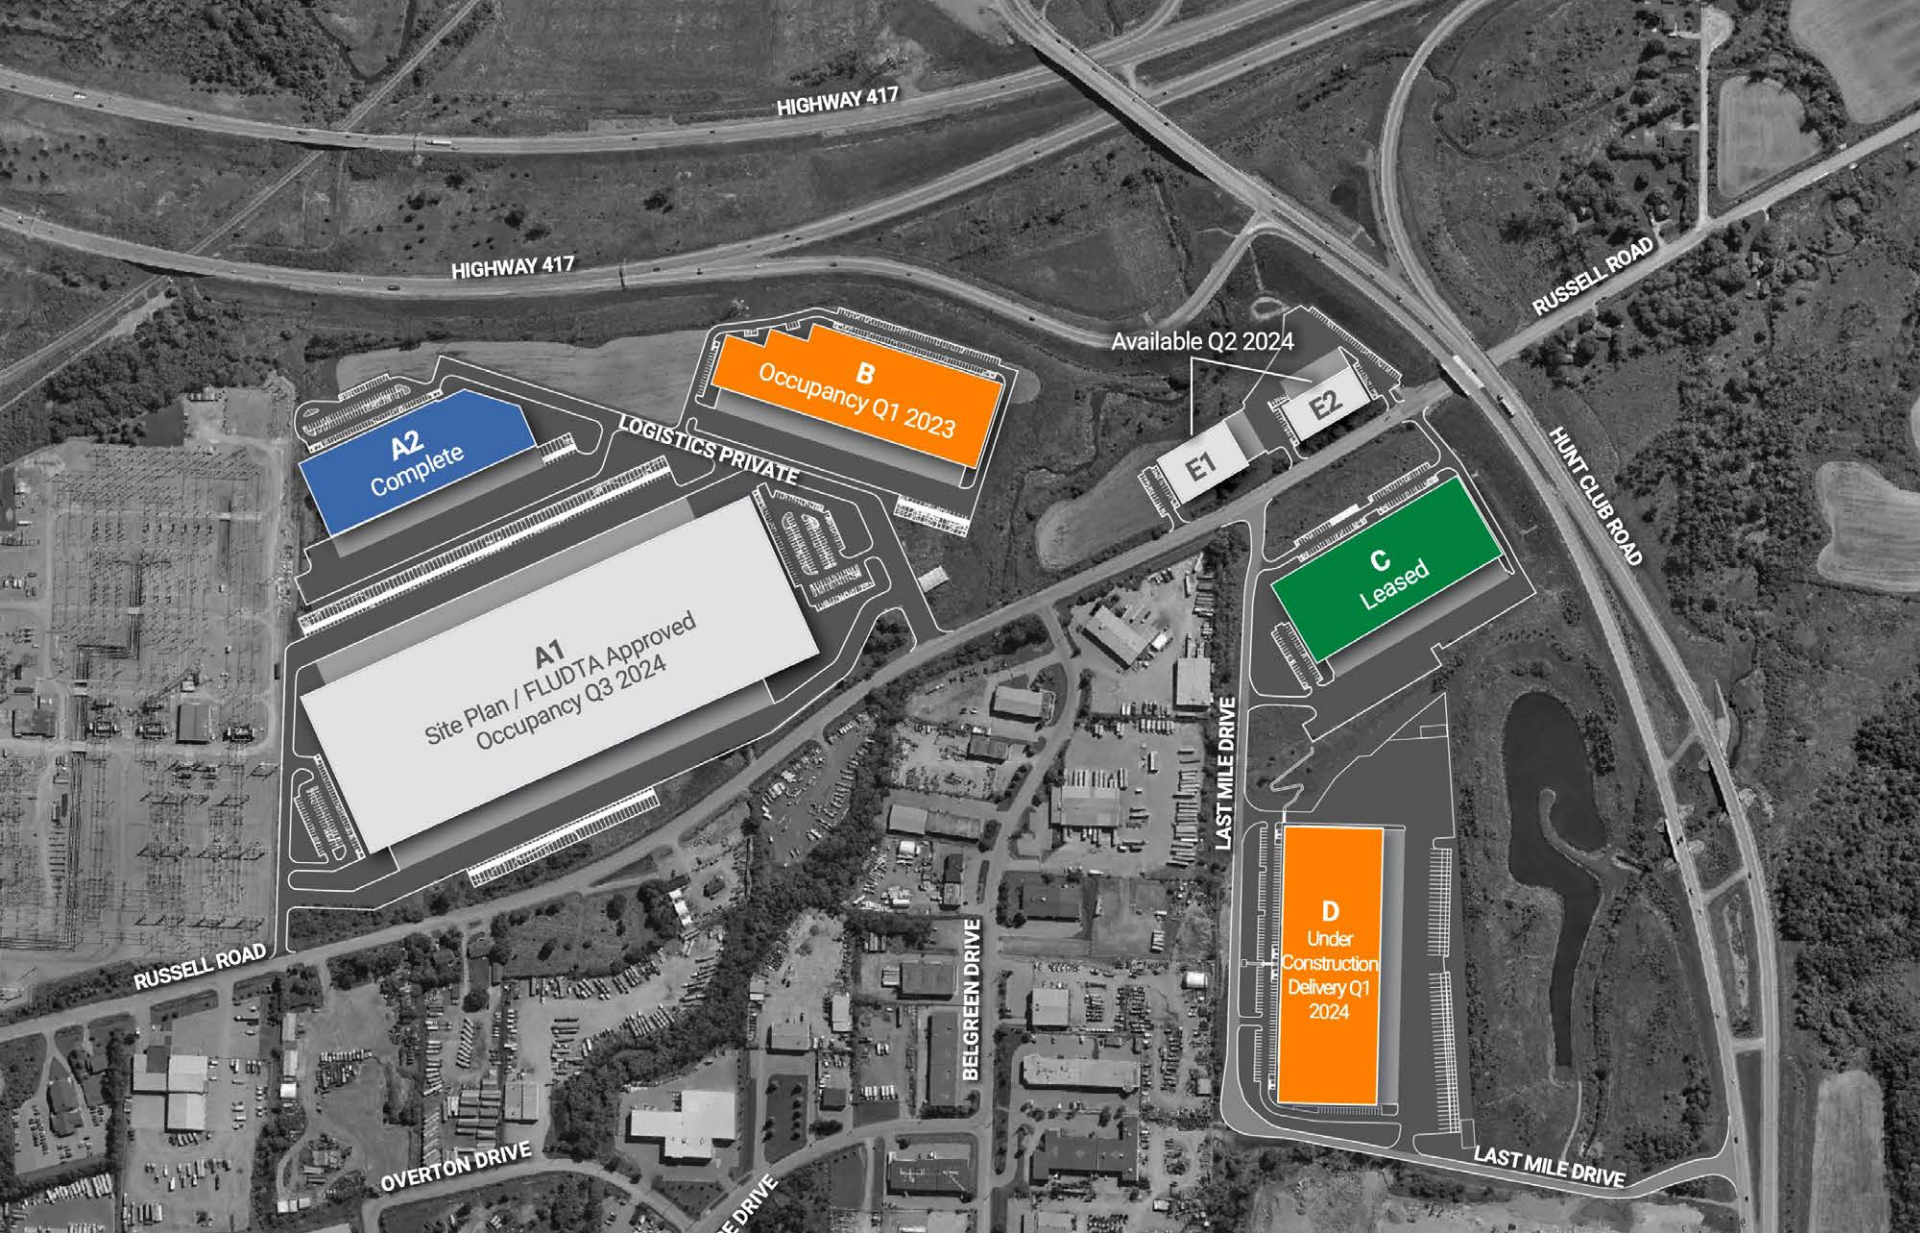 HIGHWAY 417
HIGHWAY 417
RUSSELL ROAD
Available Q2 2024
B
Occupancy Q1 2023
E2
E1
A2
Complete
LOGISTICS PRIVATE
HUNT CLUB ROAD
C
Leased
A1
Site Plan / FLUDTA Approved
Occupancy Q3 2024
LAST MILE DRIVE
D
Under
Construction
Delivery Q1
2024
RUSSELL ROAD
BELGREEN DRIVE
OVERTON DRIVE
LAST MILE DRIVE
E DRIVE